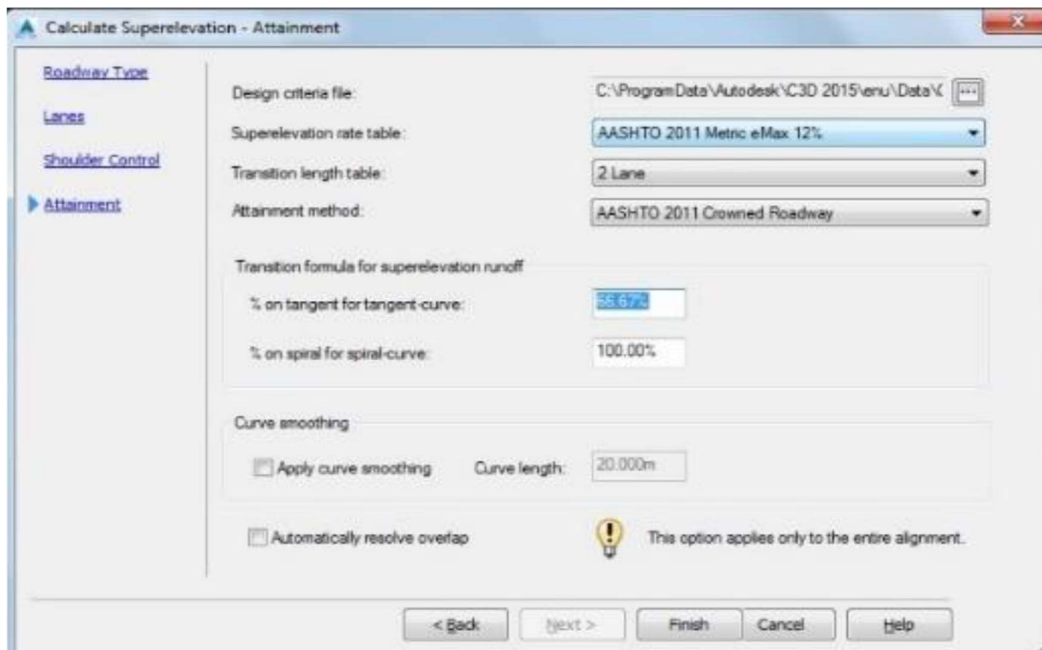 Calculate Superelevation - Attainment
Roadway Type
Lanes
Shoulder Control
Attainment
Design criteria file: C:\ProgramData\Autodesk\C3D 2015\enu\Data\
Superelevation rate table: AASHTO 2011 Metric eMax 12%
Transition length table: 2 Lane
Attainment method: AASHTO 2011 Crowned Roadway
Transition formula for superelevation runoff
% on tangent for tangent-curve: 66.67%
% on spiral for spiral-curve: 100.00%
Curve smoothing
Apply curve smoothing Curve length: 20.000m
Automatically resolve overlap This option applies only to the entire alignment.
< Back Next > Finish Cancel Help